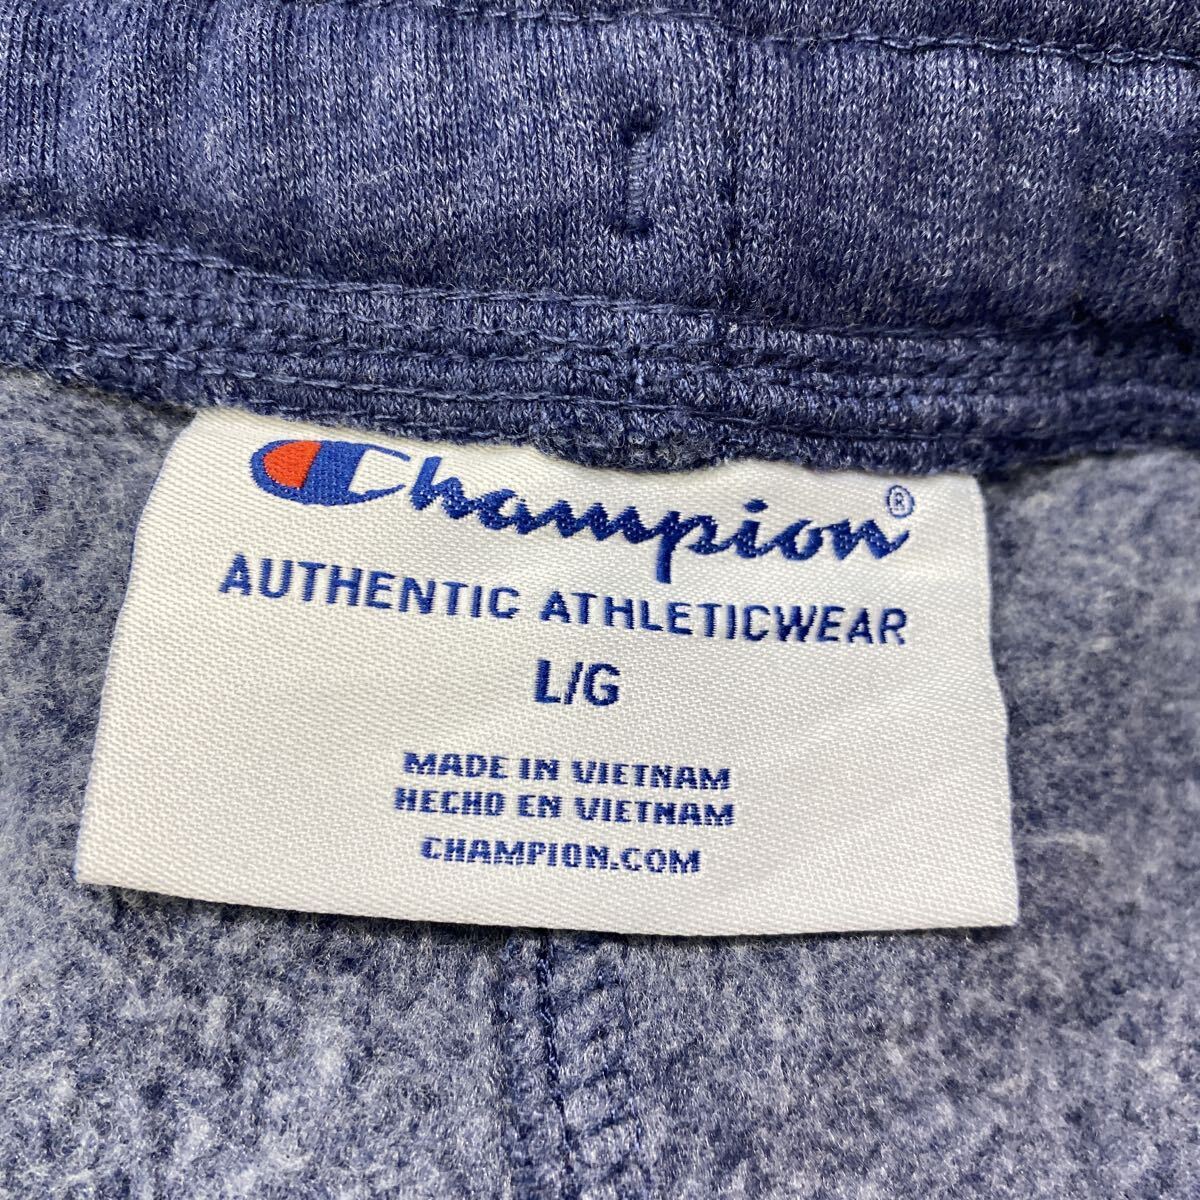 Champion®
AUTHENTIC ATHLETICWEAR
L/G
MADE IN VIETNAM
HECHO EN VIETNAM
CHAMPION.COM